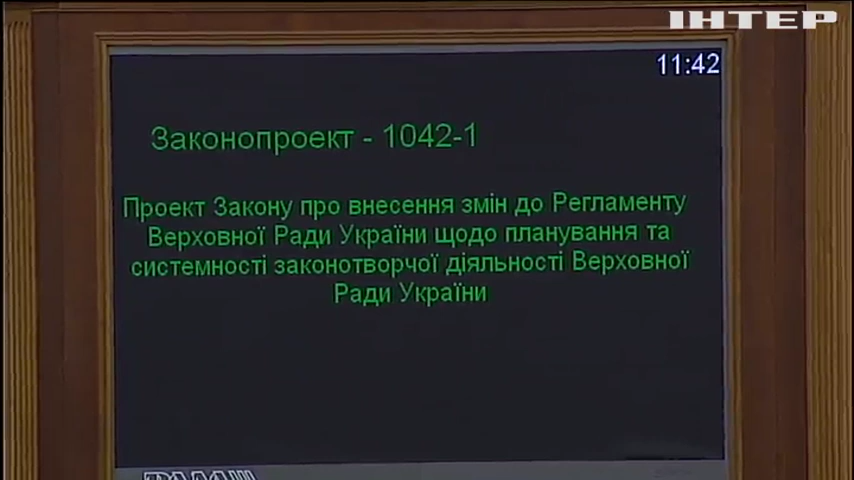 ІНТЕР
11:42
Законопроект - 1042-1
Проект Закону про внесення змін до Регламенту
Верховної Ради України щодо планування та
системності законотворчої діяльності Верховної
Ради України